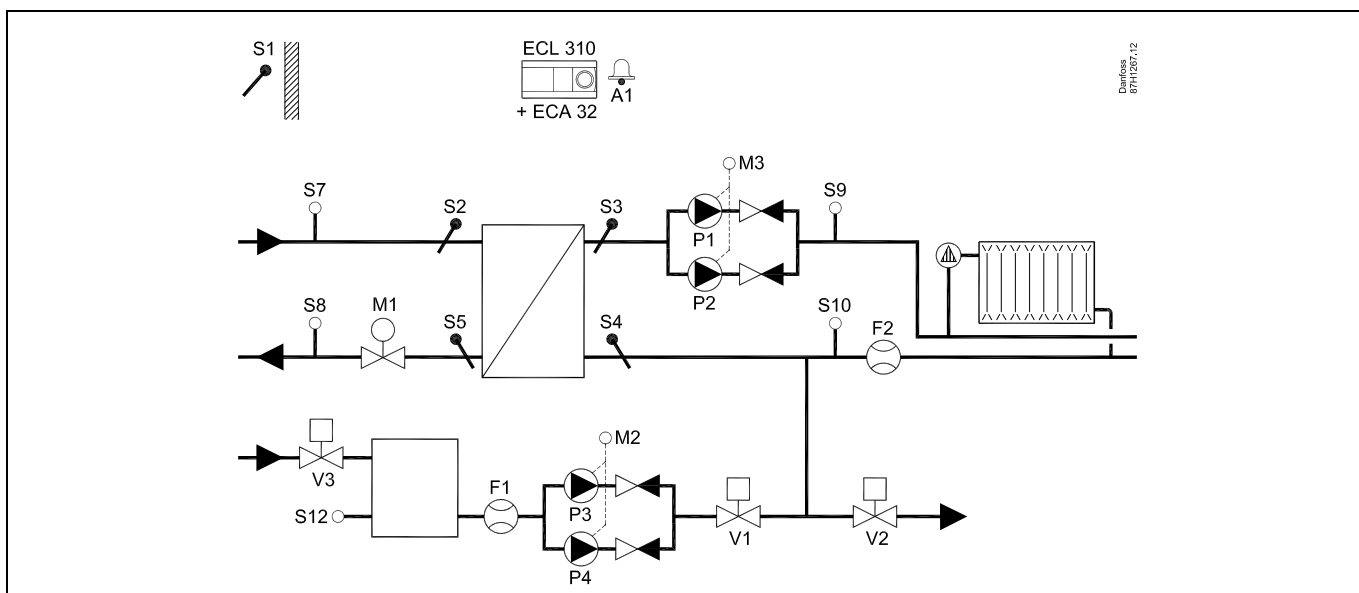 S1
ECL 310
A1
+ ECA 32
Danfoss
87H1267.12
M3
S7
S2
S3
S9
P1
P2
S8
M1
S5
S4
S10
F2
M2
V3
F1
S12
P3
V1
V2
P4